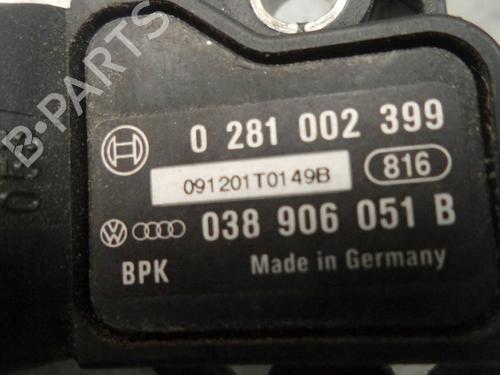 B-PARTS
0 281 002 399
091201T0149B
816
038 906 051 B
BPK
Made in Germany